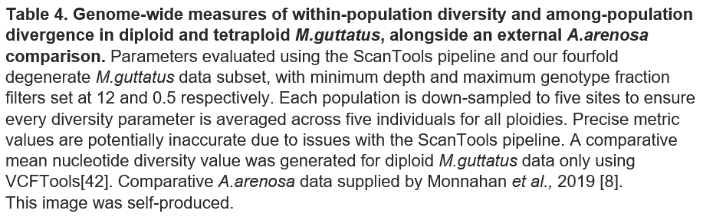 Table 4. Genome-wide measures of within-population diversity and among-population
divergence in diploid and tetraploid M.guttatus, alongside an external A.arenosa
comparison. Parameters evaluated using the ScanTools pipeline and our fourfold
degenerate M.guttatus data subset, with minimum depth and maximum genotype fraction
filters set at 12 and 0.5 respectively. Each population is down-sampled to five sites to ensure
every diversity parameter is averaged across five individuals for all ploidies. Precise metric
values are potentially inaccurate due to issues with the ScanTools pipeline. A comparative
mean nucleotide diversity value was generated for diploid M.guttatus data only using
VCFTools[42]. Comparative A.arenosa data supplied by Monnahan et al., 2019 [8].
This image was self-produced.